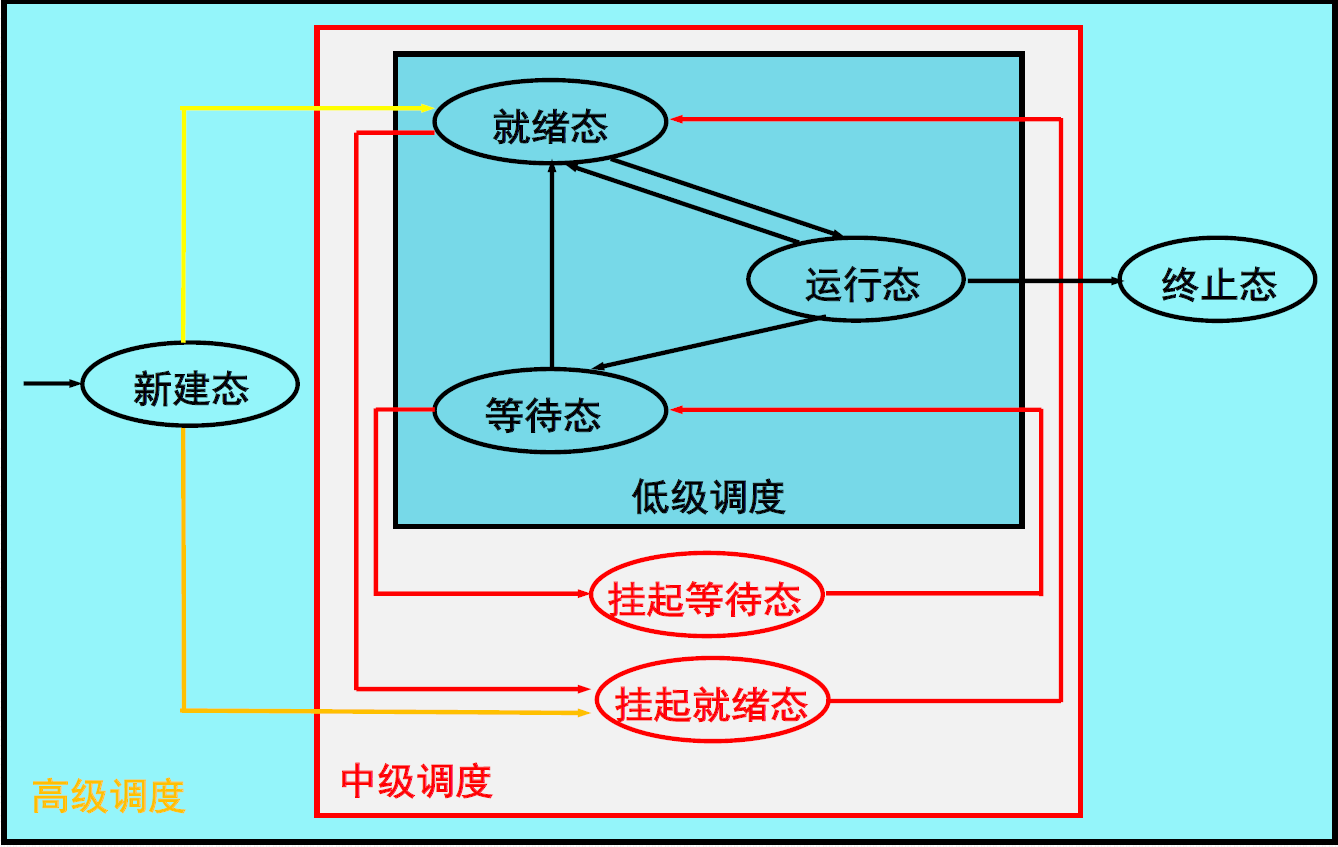 就绪态
运行态
终止态
新建态
等待态
低级调度
挂起等待态
挂起就绪态
中级调度
高级调度